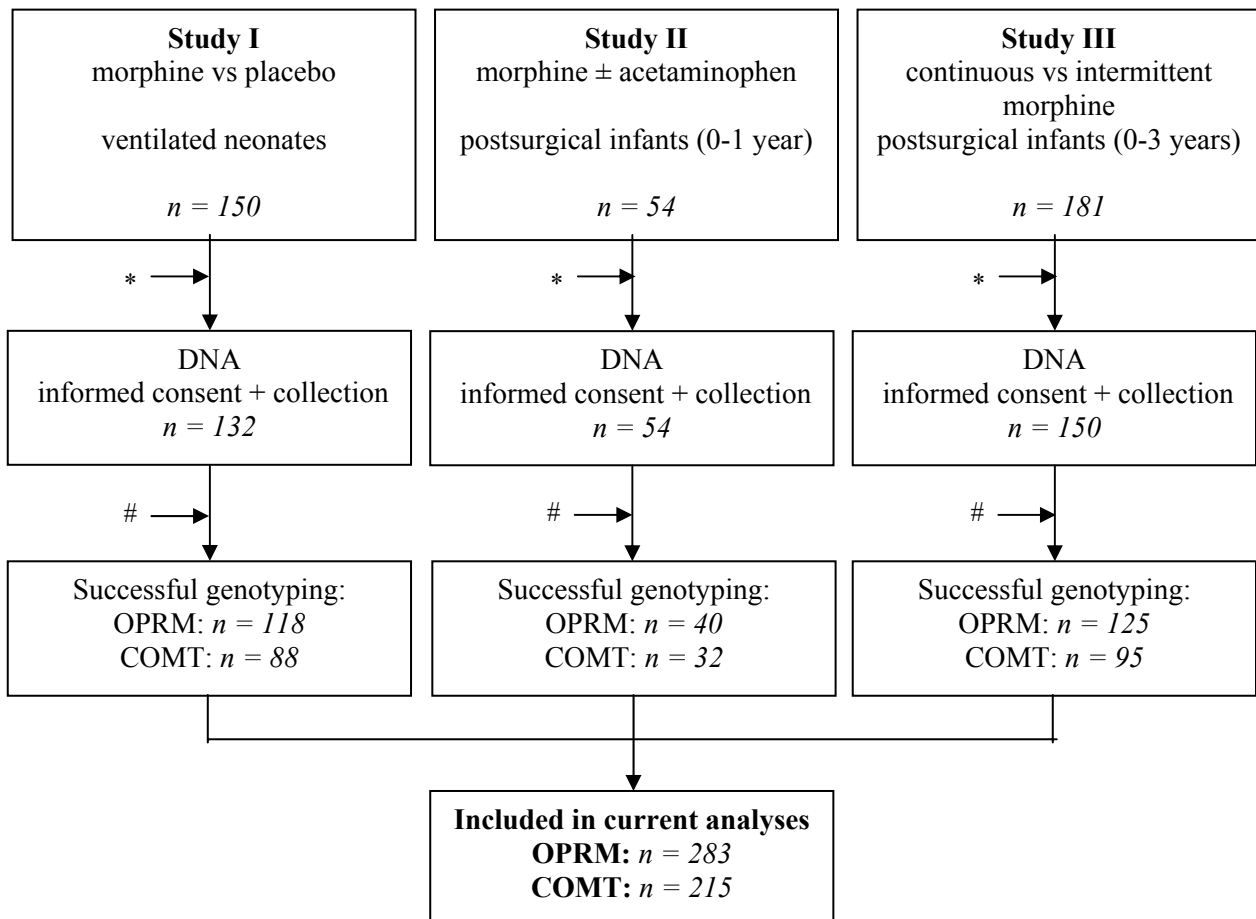 Study I
morphine vs placebo
ventilated neonates
n = 150
Study II
morphine ± acetaminophen
postsurgical infants (0-1 year)
n = 54
Study III
continuous vs intermittent
morphine
postsurgical infants (0-3 years)
n = 181
*
*
*
DNA
informed consent + collection
n = 132
DNA
informed consent + collection
n = 54
DNA
informed consent + collection
n = 150
#
#
#
Successful genotyping:
OPRM: n = 118
COMT: n = 88
Successful genotyping:
OPRM: n = 40
COMT: n = 32
Successful genotyping:
OPRM: n = 125
COMT: n = 95
Included in current analyses
OPRM: n = 283
COMT: n = 215